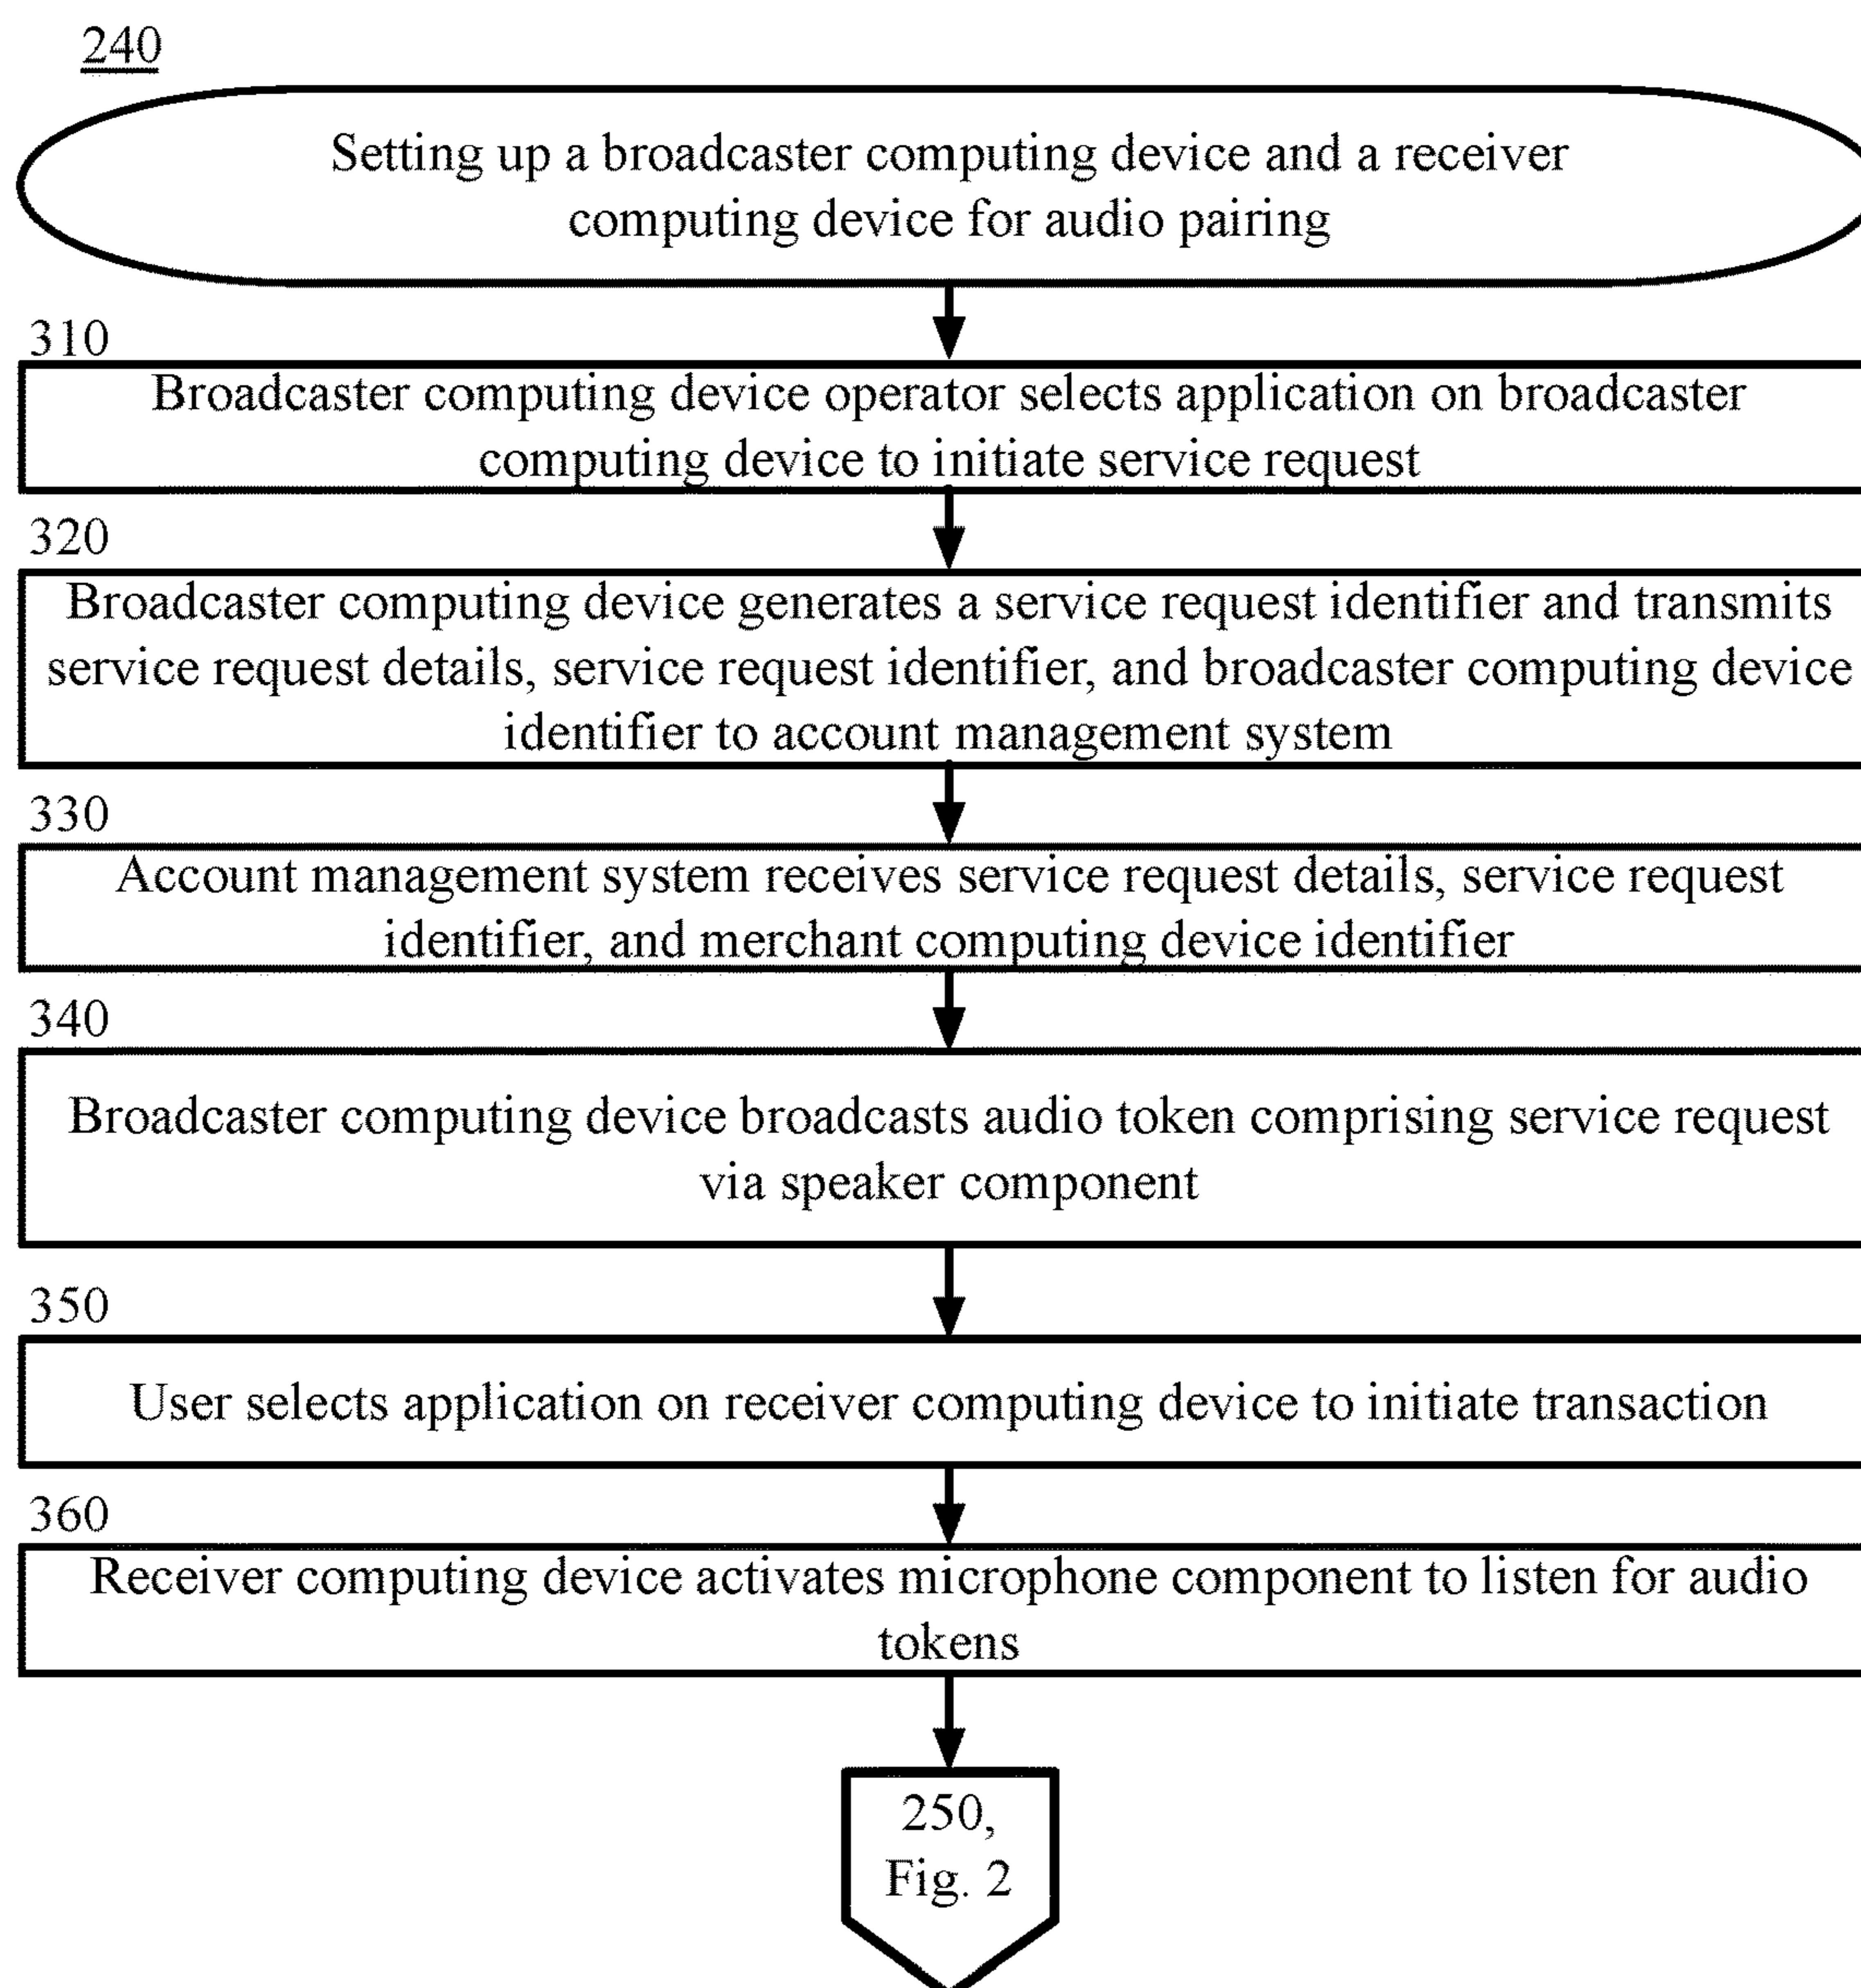 240
Setting up a broadcaster computing device and a receiver
computing device for audio pairing
310
Broadcaster computing device operator selects application on broadcaster
computing device to initiate service request
320
Broadcaster computing device generates a service request identifier and transmits
service request details, service request identifier, and broadcaster computing device
identifier to account management system
330
Account management system receives service request details, service request
identifier, and merchant computing device identifier
340
Broadcaster computing device broadcasts audio token comprising service request
via speaker component
350
User selects application on receiver computing device to initiate transaction
360
Receiver computing device activates microphone component to listen for audio
tokens
250,
Fig. 2